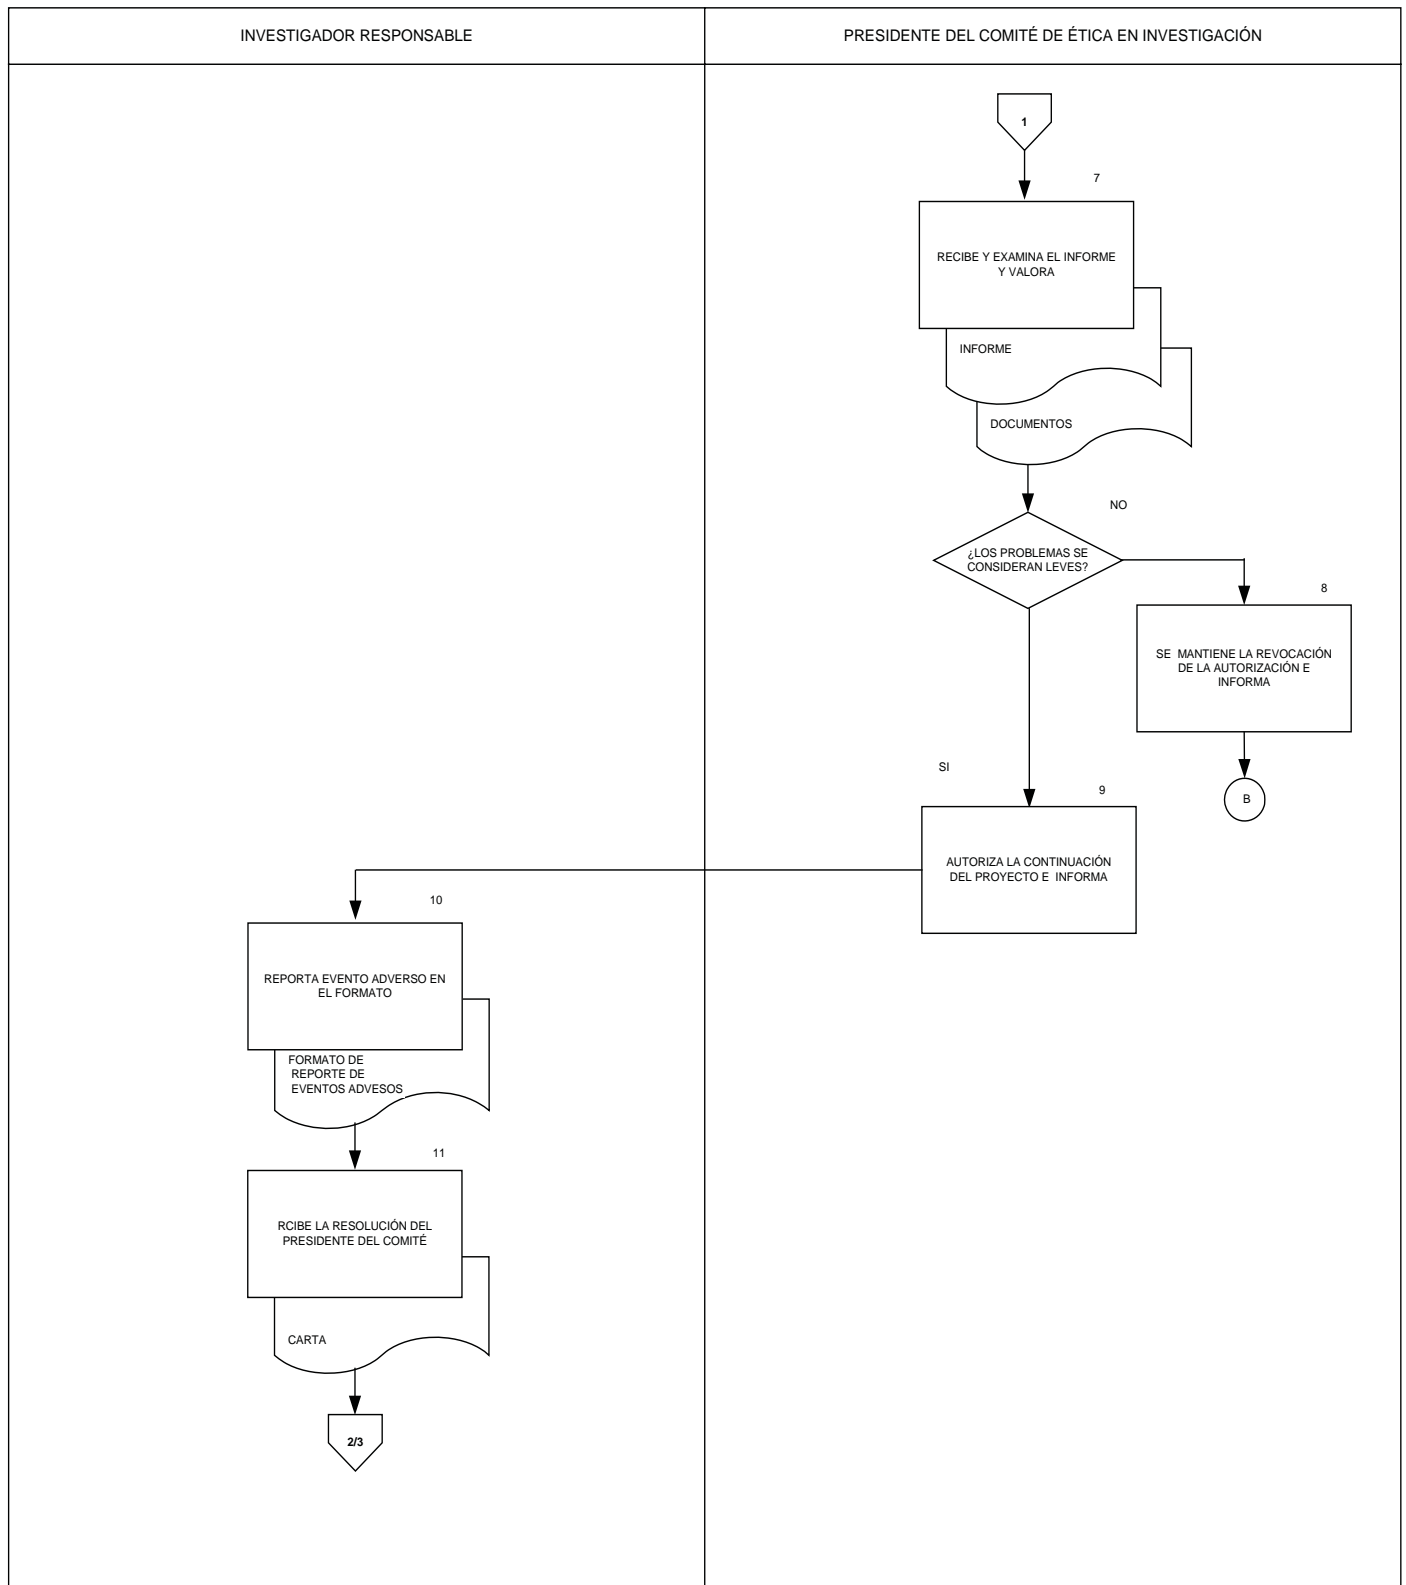 INVESTIGADOR RESPONSABLE
PRESIDENTE DEL COMITÉ DE ÉTICA EN INVESTIGACIÓN
1
7
RECIBE Y EXAMINA EL INFORME
Y VALORA
INFORME
DOCUMENTOS
NO
¿LOS PROBLEMAS SE
CONSIDERAN LEVES?
8
SE MANTIENE LA REVOCACIÓN
DE LA AUTORIZACIÓN E
INFORMA
B
SI
9
AUTORIZA LA CONTINUACIÓN
DEL PROYECTO E INFORMA
10
REPORTA EVENTO ADVERSO EN
EL FORMATO
FORMATO DE
REPORTE DE
EVENTOS ADVESOS
11
RCIBE LA RESOLUCIÓN DEL
PRESIDENTE DEL COMITÉ
CARTA
2/3